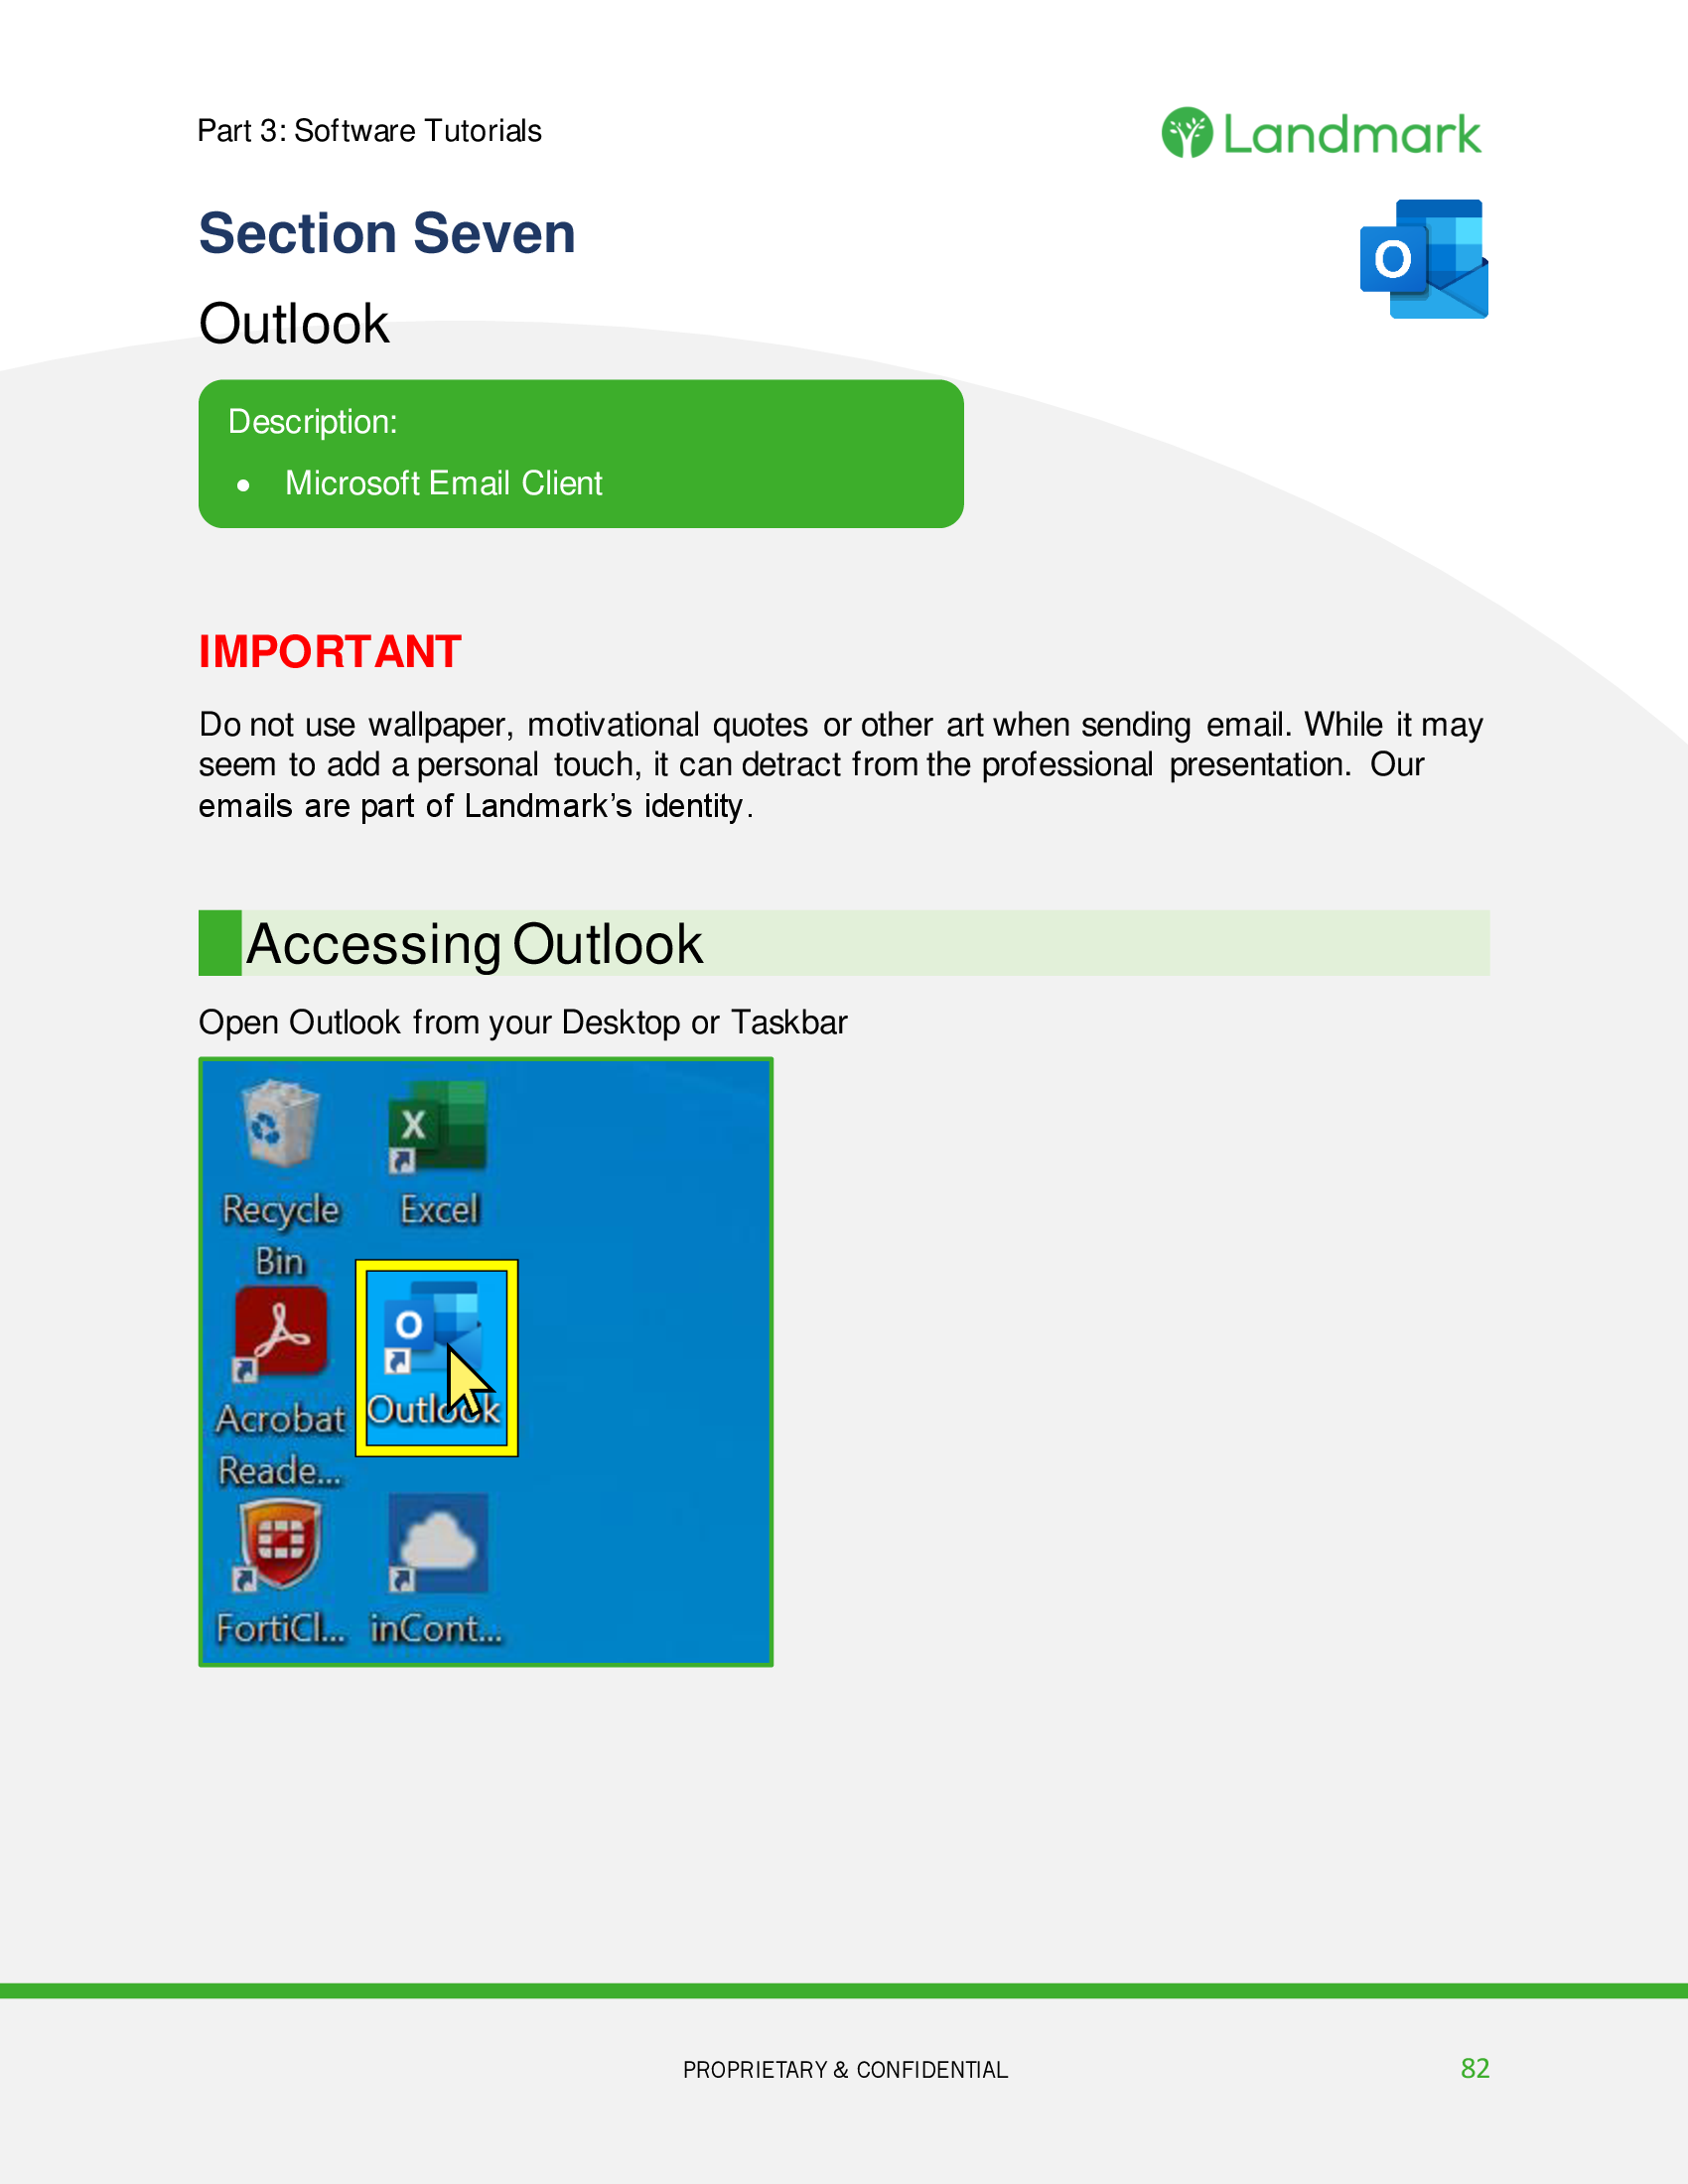 Part 3: Software Tutorials
Landmark
Section Seven
Outlook
Description:
• Microsoft Email Client
IMPORTANT
Do not use wallpaper, motivational quotes or other art when sending email. While it may
seem to add a personal touch, it can detract from the professional presentation. Our
emails are part of Landmark’s identity.
Accessing Outlook
Open Outlook from your Desktop or Taskbar
Recycle Bin
Excel
Acrobat Reade...
Outlook
FortiCl...
inCont...
PROPRIETARY & CONFIDENTIAL
82